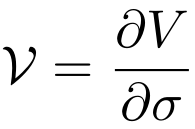 𝒱 = ∂V / ∂σ